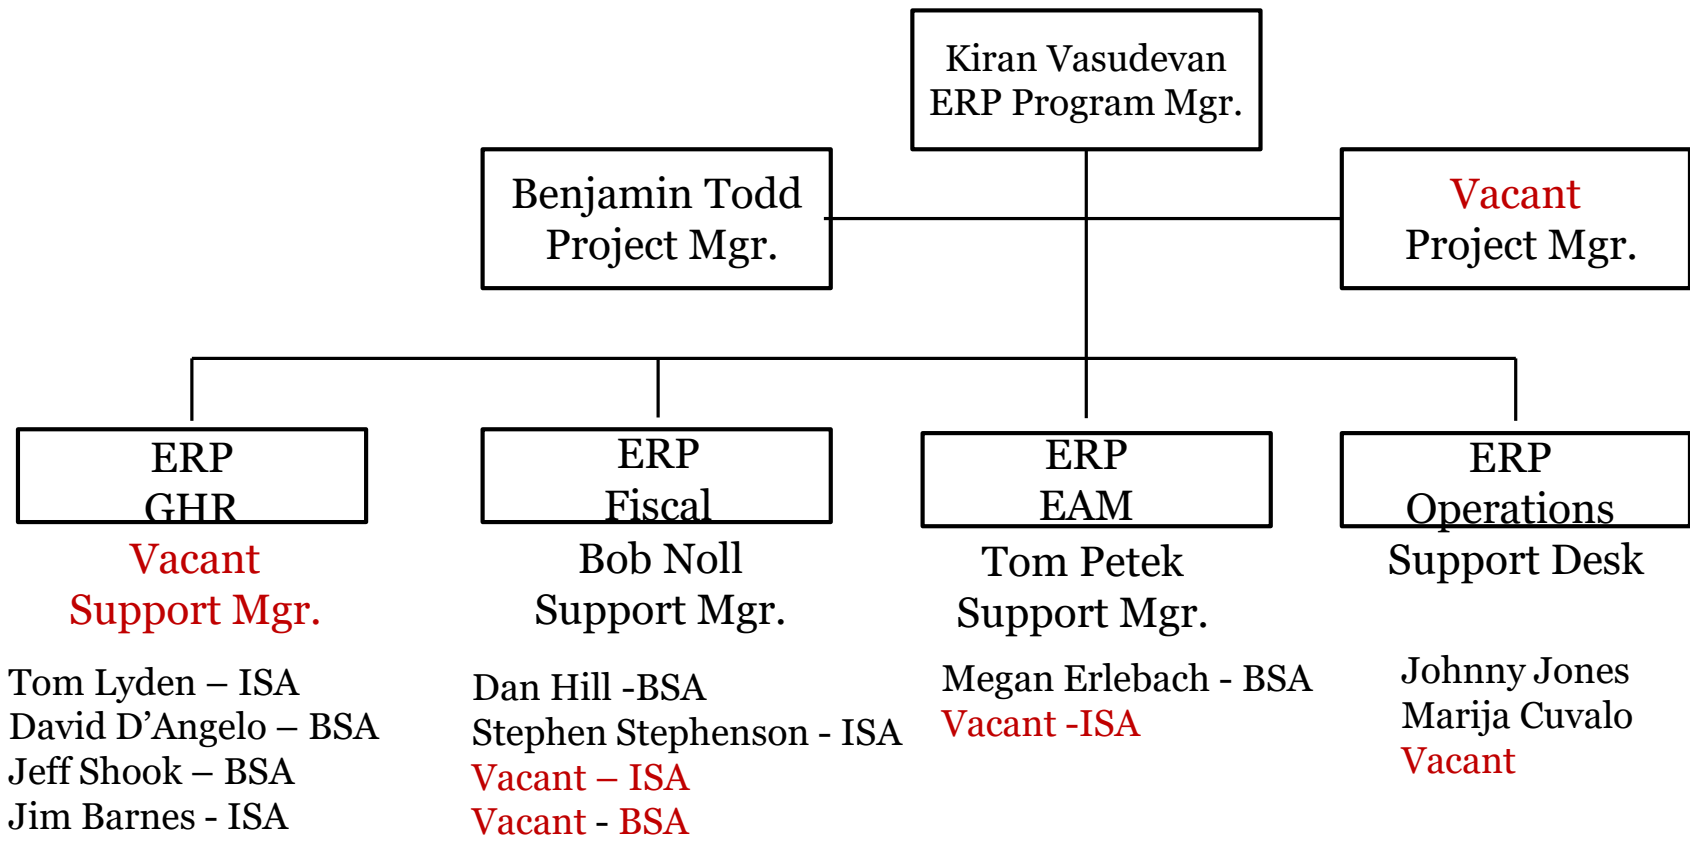 Kiran Vasudevan
ERP Program Mgr.
Benjamin Todd
Project Mgr.
Vacant
Project Mgr.
ERP
GHR
Vacant
Support Mgr.
Tom Lyden – ISA
David D’Angelo – BSA
Jeff Shook – BSA
Jim Barnes - ISA
ERP
Fiscal
Bob Noll
Support Mgr.
Dan Hill -BSA
Stephen Stephenson - ISA
Vacant – ISA
Vacant - BSA
ERP
EAM
Tom Petek
Support Mgr.
Megan Erlebach - BSA
Vacant -ISA
ERP
Operations
Support Desk
Johnny Jones
Marija Cuvalo
Vacant